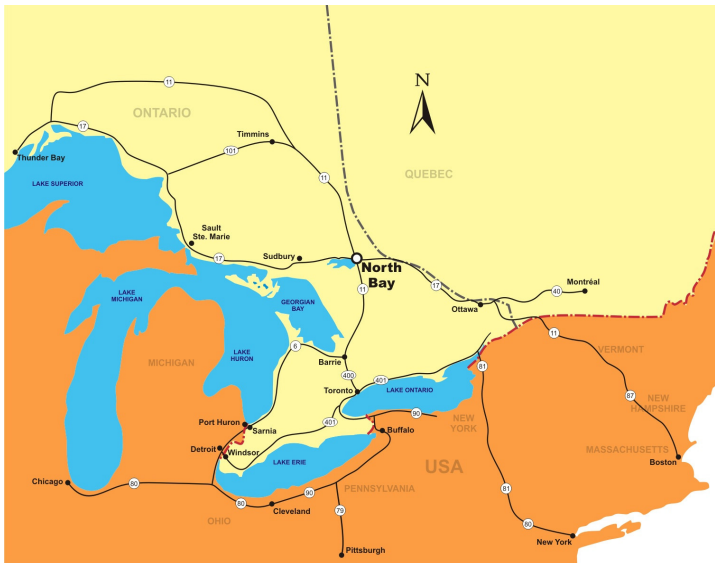 N
11
ONTARIO
17
Timmins
101
Thunder Bay
11
QUEBEC
LAKE SUPERIOR
Sault
Ste. Marie
17
Sudbury
North
Bay
17
Montréal
40
Ottawa
LAKE
MICHIGAN
GEORGIAN
BAY
11
11
VERMONT
LAKE
HURON
6
MICHIGAN
Barrie
81
400
401
Toronto
LAKE ONTARIO
87
NEW
HAMPSHIRE
90
NEW
YORK
Port Huron
Sarnia
401
Buffalo
Detroit
Windsor
LAKE ERIE
USA
MASSACHUSETTS
Boston
Chicago
80
90
PENNSYLVANIA
81
80
Cleveland
79
OHIO
80
New York
Pittsburgh